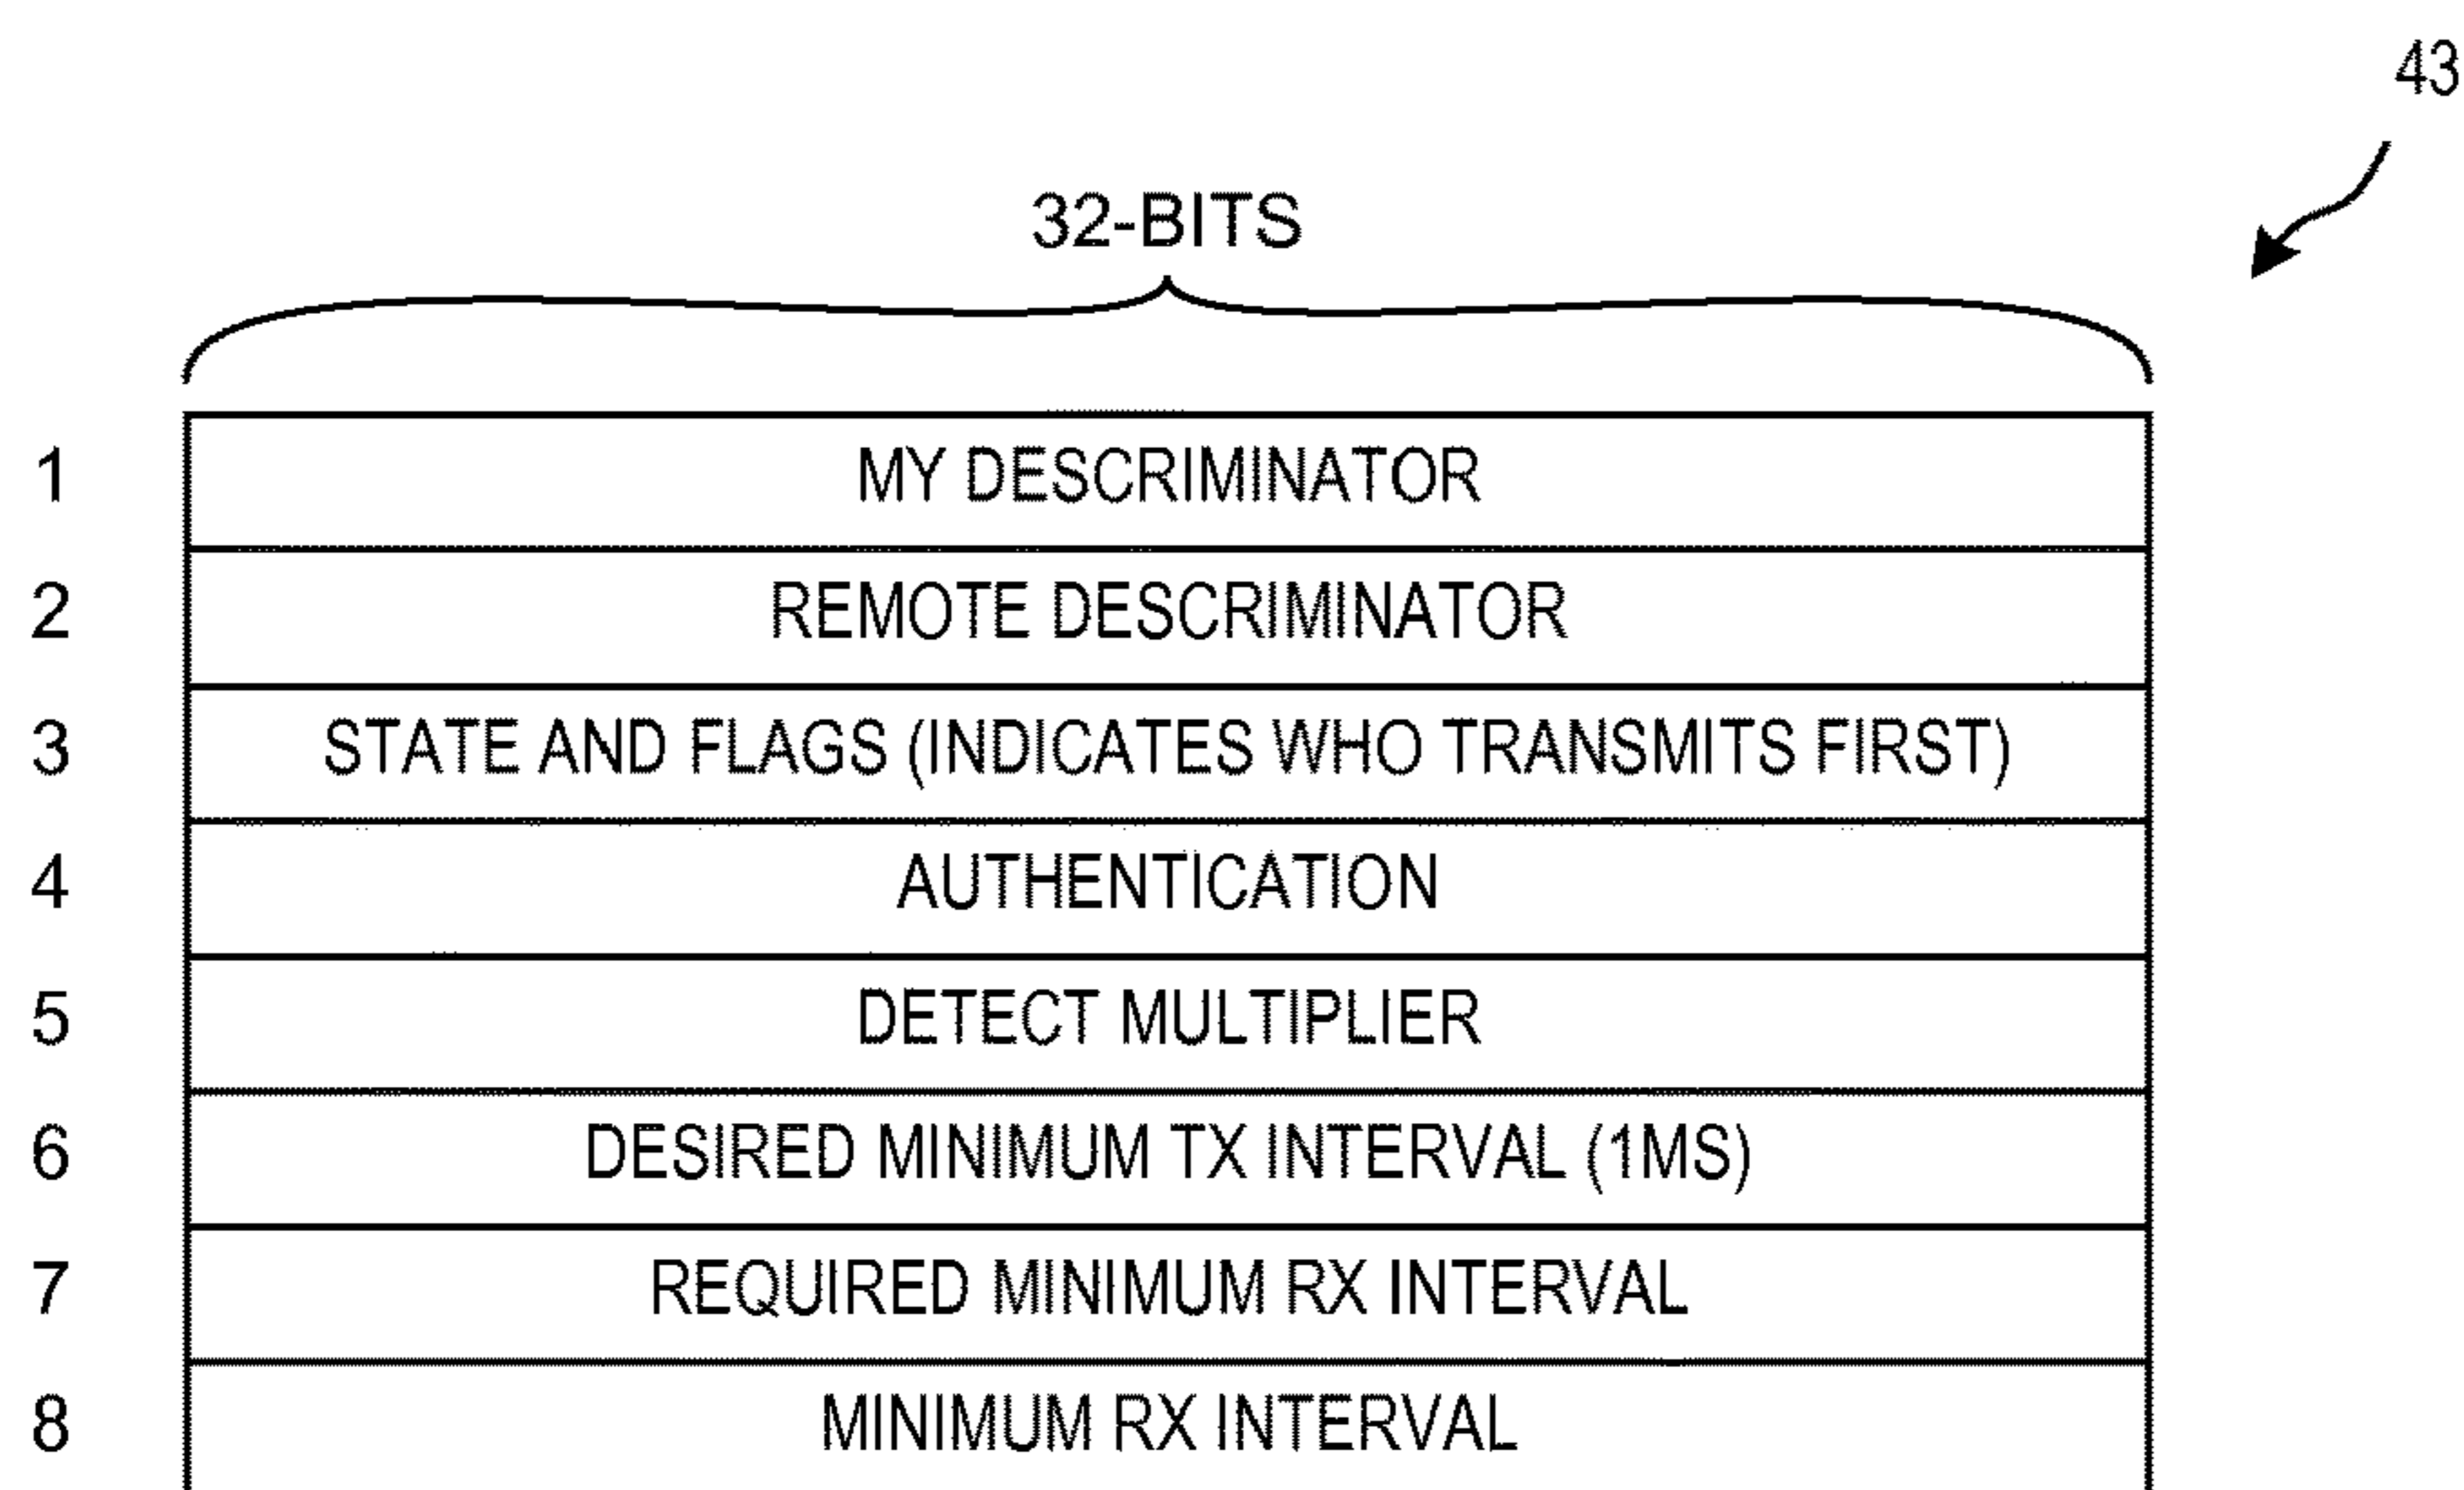 43
32-BITS
1 MY DESCRIMINATOR
2 REMOTE DESCRIMINATOR
3 STATE AND FLAGS (INDICATES WHO TRANSMITS FIRST)
4 AUTHENTICATION
5 DETECT MULTIPLIER
6 DESIRED MINIMUM TX INTERVAL (1MS)
7 REQUIRED MINIMUM RX INTERVAL
8 MINIMUM RX INTERVAL